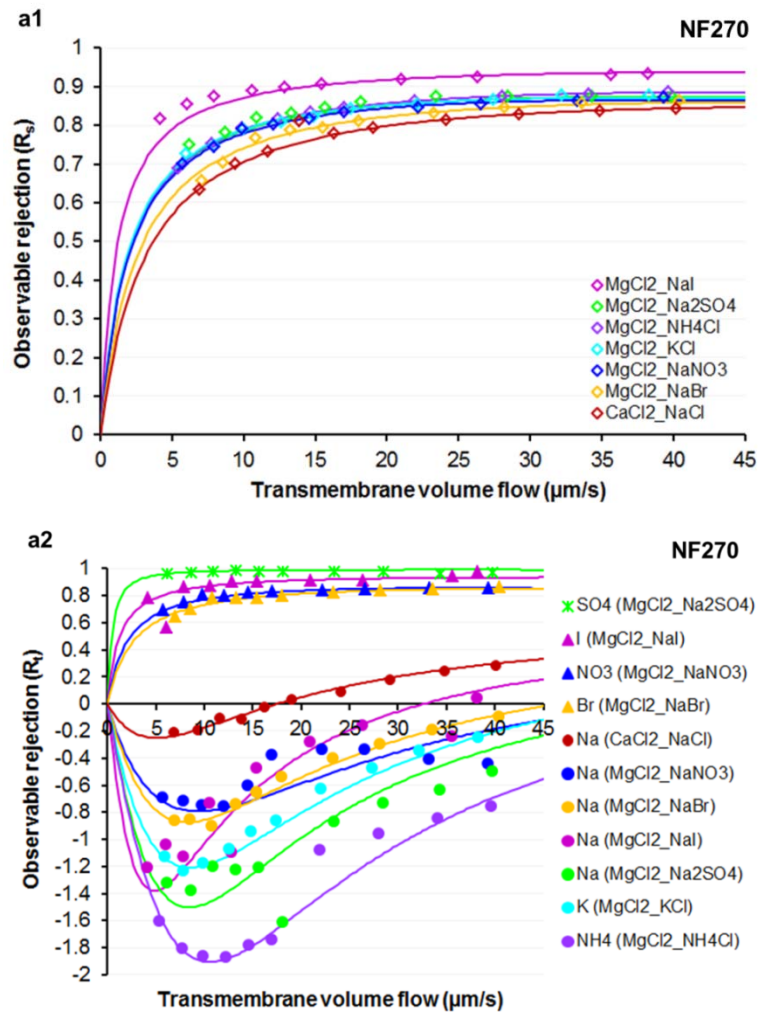 a1
NF270
1
0.9
0.8
0.7
0.6
0.5
0.4
0.3
0.2
0.1
0
Observable rejection (Rs)
MgCl2_NaI
MgCl2_Na2SO4
MgCl2_NH4Cl
MgCl2_KCl
MgCl2_NaNO3
MgCl2_NaBr
CaCl2_NaCl
0 5 10 15 20 25 30 35 40 45
Transmembrane volume flow (µm/s)
a2
NF270
1
0.8
0.6
0.4
0.2
0
-0.2
-0.4
-0.6
-0.8
-1
-1.2
-1.4
-1.6
-1.8
-2
Observable rejection (Rt)
0 5 10 15 20 25 30 35 40 45
SO4 (MgCl2_Na2SO4)
I (MgCl2_NaI)
NO3 (MgCl2_NaNO3)
Br (MgCl2_NaBr)
Na (CaCl2_NaCl)
Na (MgCl2_NaNO3)
Na (MgCl2_NaBr)
Na (MgCl2_NaI)
Na (MgCl2_Na2SO4)
K (MgCl2_KCl)
NH4 (MgCl2_NH4Cl)
Transmembrane volume flow (µm/s)